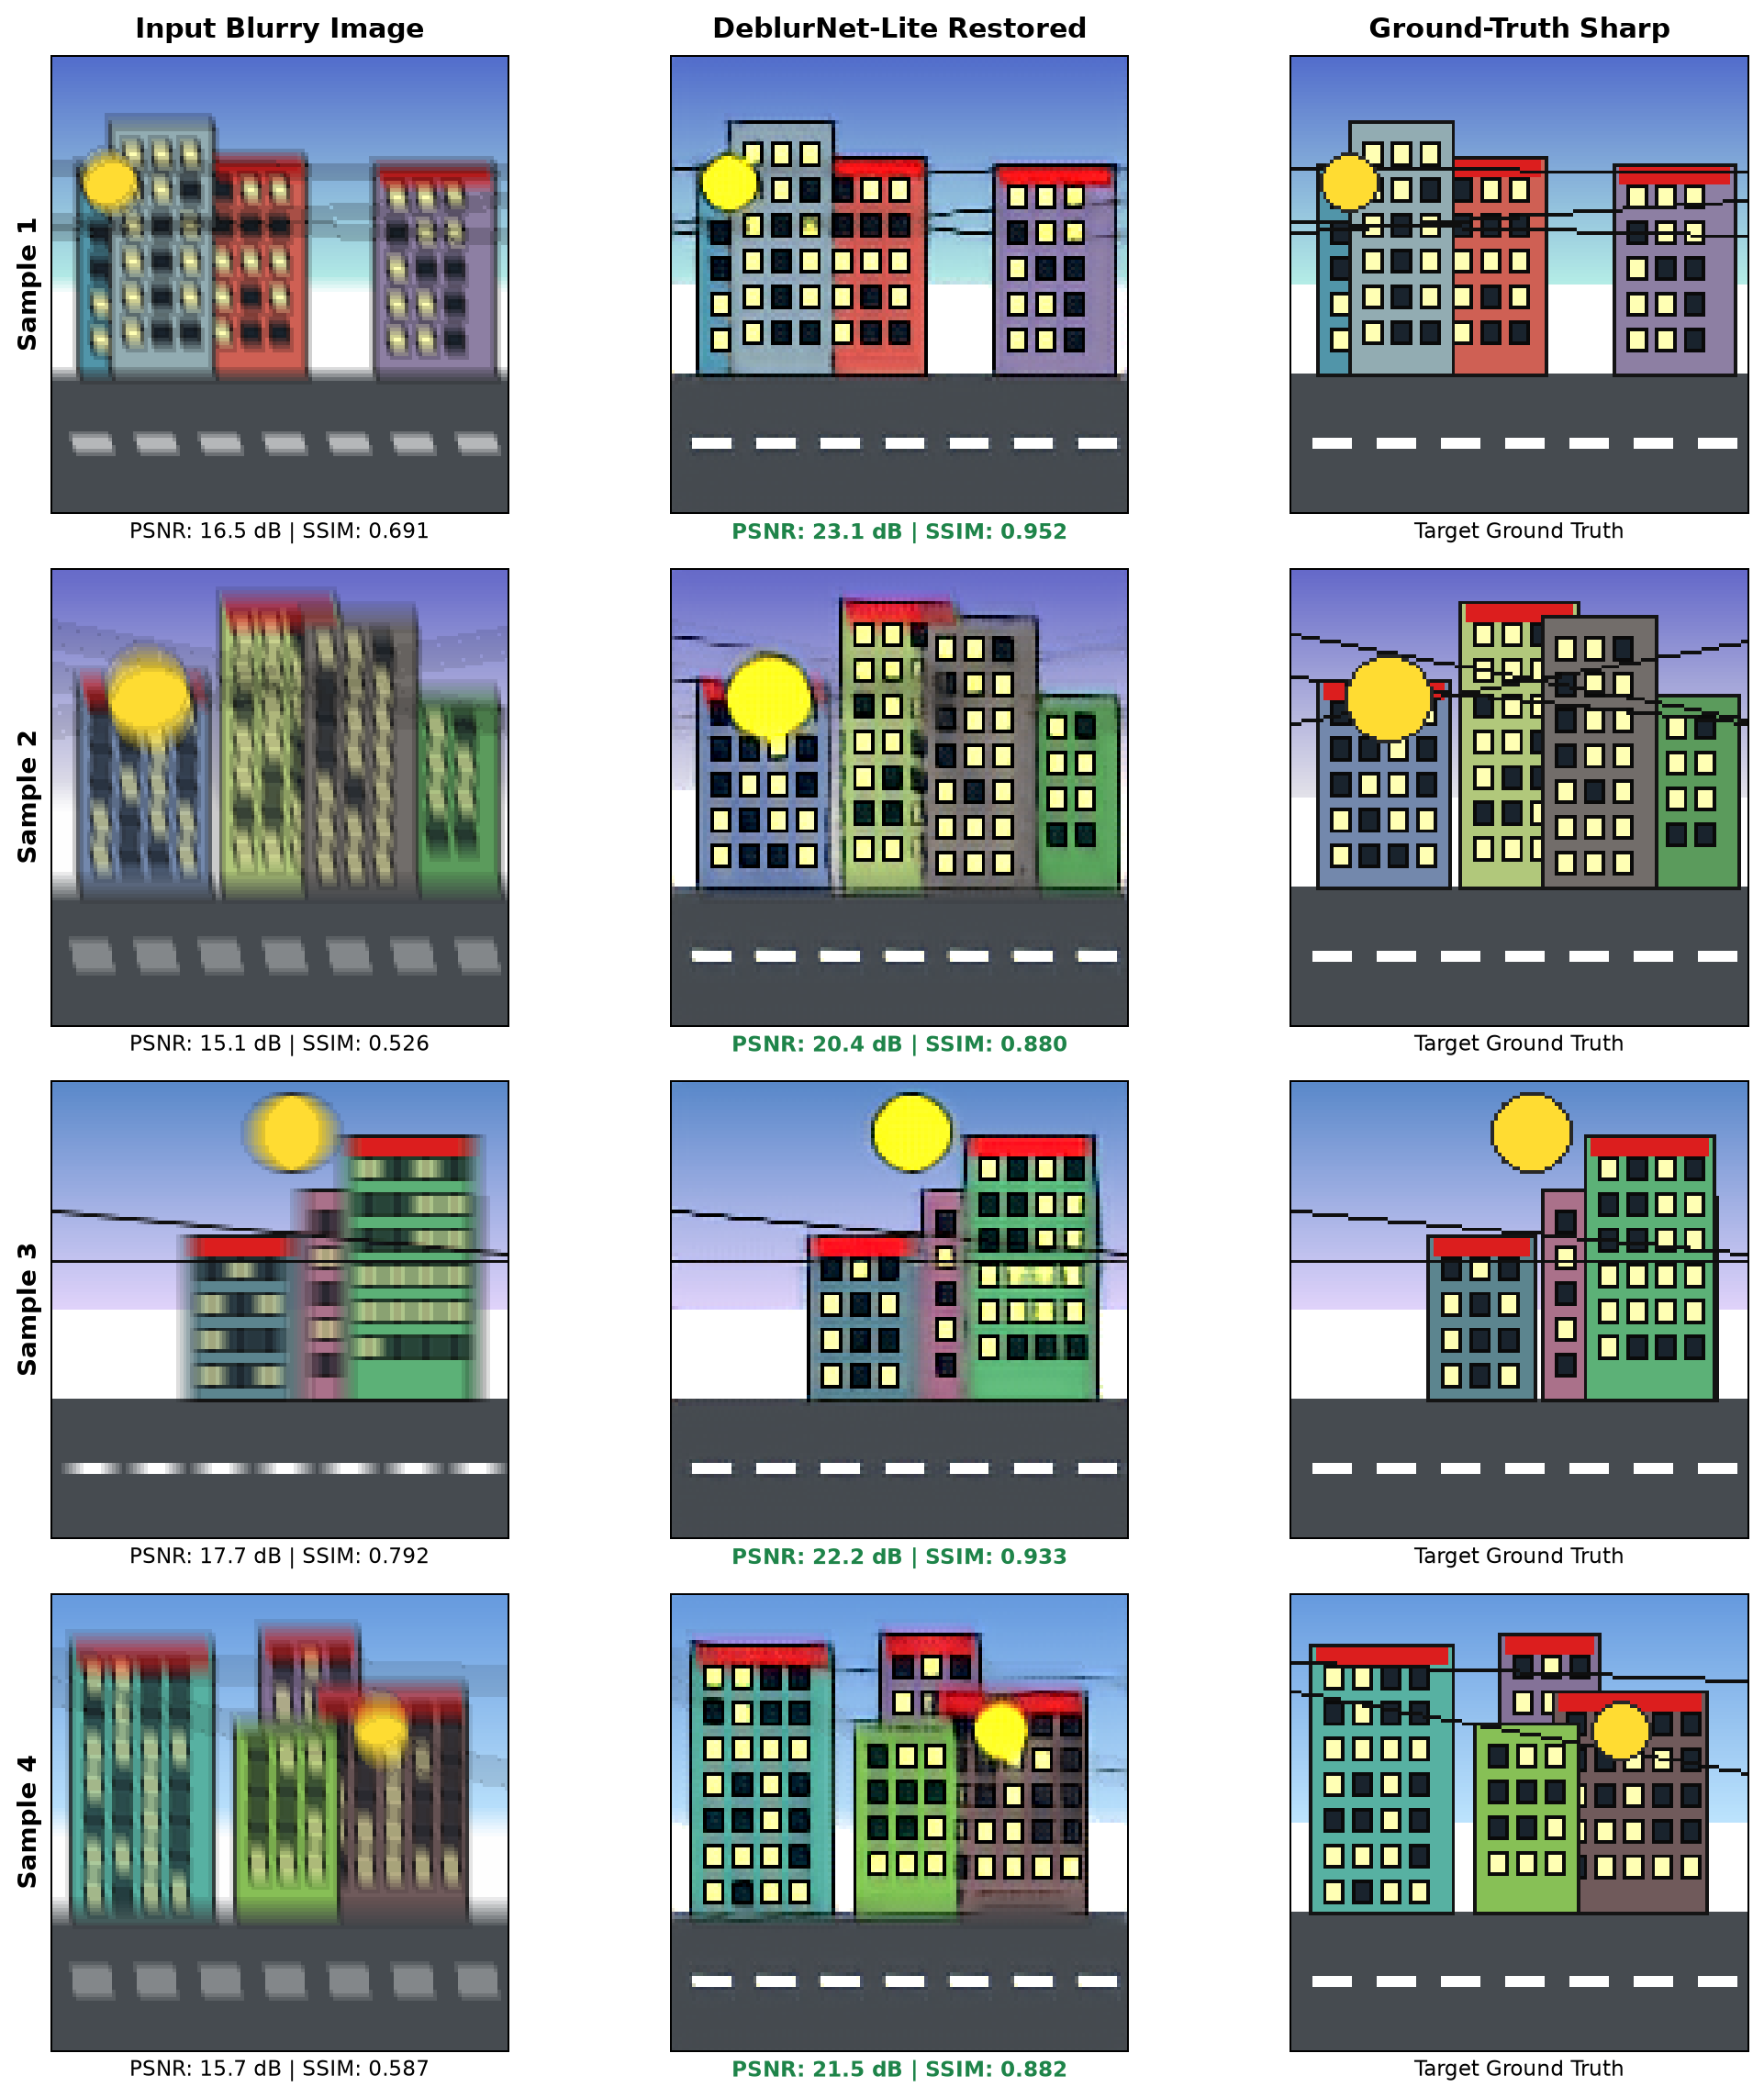 Input Blurry Image
DeblurNet-Lite Restored
Ground-Truth Sharp
Sample 1
PSNR: 16.5 dB | SSIM: 0.691
PSNR: 23.1 dB | SSIM: 0.952
Target Ground Truth
Sample 2
PSNR: 15.1 dB | SSIM: 0.526
PSNR: 20.4 dB | SSIM: 0.880
Target Ground Truth
Sample 3
PSNR: 17.7 dB | SSIM: 0.792
PSNR: 22.2 dB | SSIM: 0.933
Target Ground Truth
Sample 4
PSNR: 15.7 dB | SSIM: 0.587
PSNR: 21.5 dB | SSIM: 0.882
Target Ground Truth